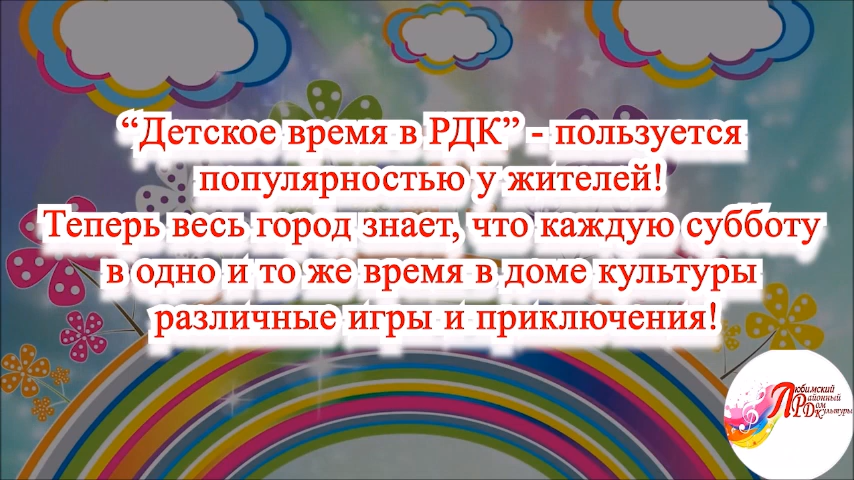 “Детское время в РДК” - пользуется
популярностью у жителей!
Теперь весь город знает, что каждую субботу
в одно и то же время в доме культуры
различные игры и приключения!
Любимский
Районный
Дом
Культуры